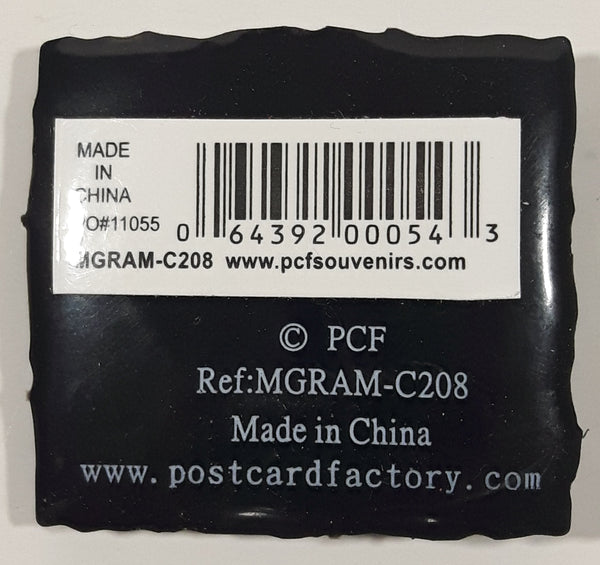 MADE
IN
CHINA
PO#11055
0 64392 00054 3
MGRAM-C208 www.pcfsouvenirs.com
© PCF
Ref:MGRAM-C208
Made in China
www.postcardfactory.com